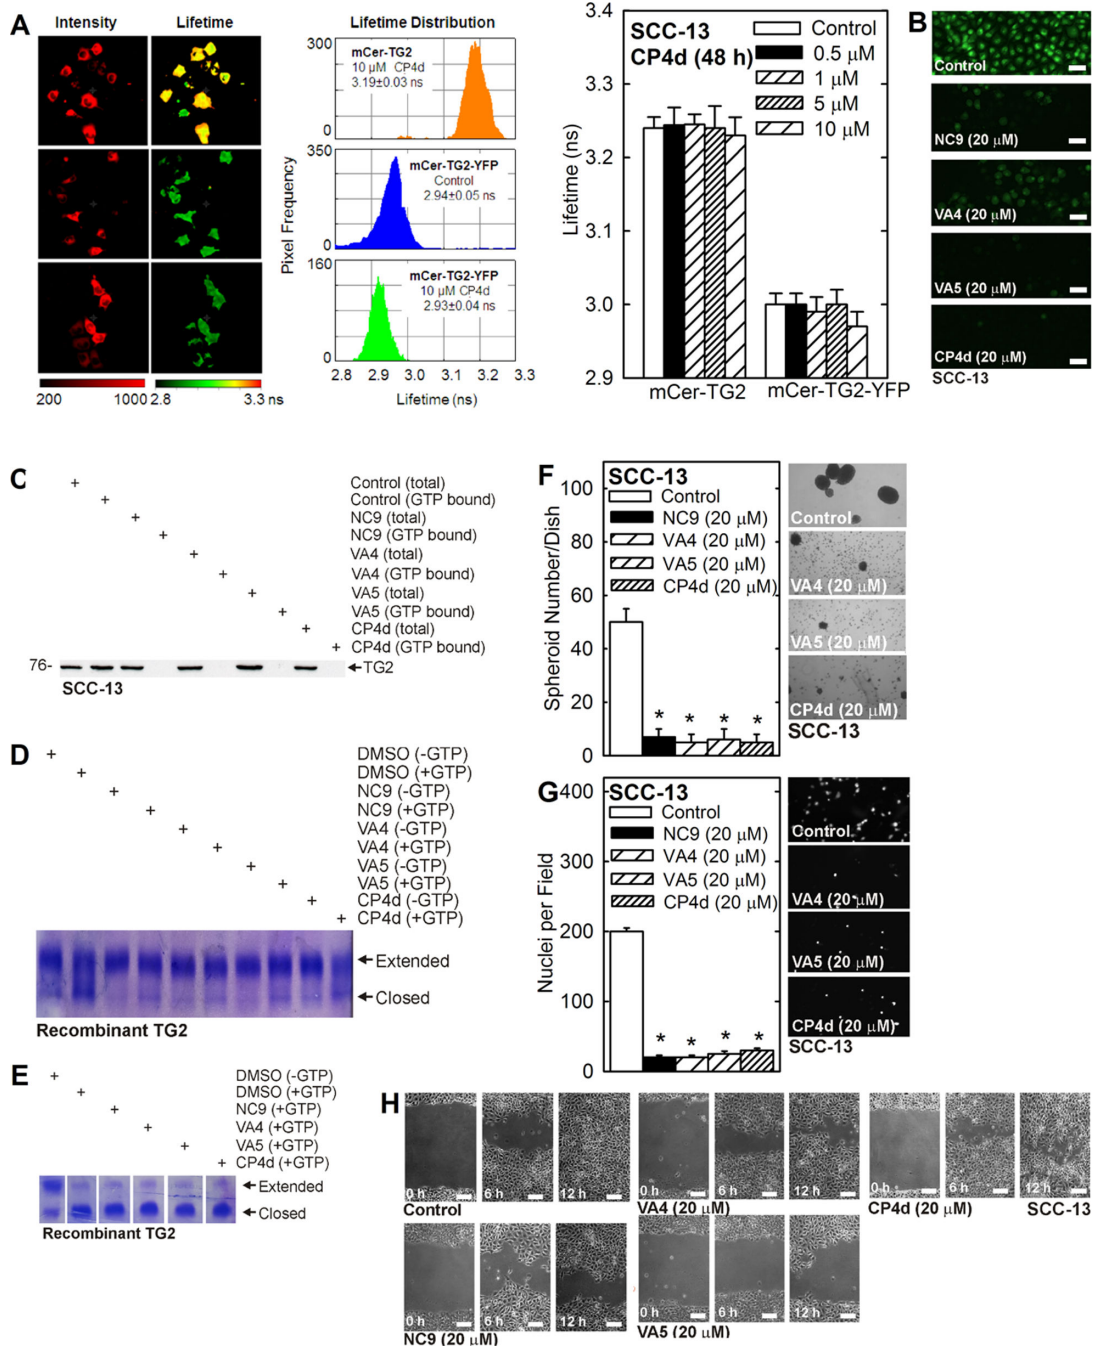 A
Intensity
Lifetime
200
1000
2.8
3.3 ns
Lifetime Distribution
Pixel Frequency
300
0
mCer-TG2
10 μM CP4d
3.19±0.03 ns
350
0
mCer-TG2-YFP
Control
2.94±0.05 ns
160
0
mCer-TG2-YFP
10 μM CP4d
2.93±0.04 ns
2.8 2.9 3.0 3.1 3.2 3.3
Lifetime (ns)
Lifetime (ns)
3.4
3.3
3.2
3.1
3.0
2.9
SCC-13
CP4d (48 h)
Control
0.5 μM
1 μM
5 μM
10 μM
mCer-TG2
mCer-TG2-YFP
B
Control
NC9 (20 μM)
VA4 (20 μM)
VA5 (20 μM)
CP4d (20 μM)
SCC-13
C
+ Control (total)
+ Control (GTP bound)
+ NC9 (total)
+ NC9 (GTP bound)
+ VA4 (total)
+ VA4 (GTP bound)
+ VA5 (total)
+ VA5 (GTP bound)
+ CP4d (total)
+ CP4d (GTP bound)
76-
TG2
SCC-13
D
+ DMSO (-GTP)
+ DMSO (+GTP)
+ NC9 (-GTP)
+ NC9 (+GTP)
+ VA4 (-GTP)
+ VA4 (+GTP)
+ VA5 (-GTP)
+ VA5 (+GTP)
+ CP4d (-GTP)
+ CP4d (+GTP)
Extended
Closed
Recombinant TG2
E
+ DMSO (-GTP)
+ DMSO (+GTP)
+ NC9 (+GTP)
+ VA4 (+GTP)
+ VA5 (+GTP)
+ CP4d (+GTP)
Extended
Closed
Recombinant TG2
F
Spheroid Number/Dish
100
80
60
40
20
0
SCC-13
Control
NC9 (20 μM)
VA4 (20 μM)
VA5 (20 μM)
CP4d (20 μM)
* * * *
Control
VA4 (20 μM)
VA5 (20 μM)
CP4d (20 μM)
SCC-13
G
Nuclei per Field
400
300
200
100
0
SCC-13
Control
NC9 (20 μM)
VA4 (20 μM)
VA5 (20 μM)
CP4d (20 μM)
* * * *
Control
VA4 (20 μM)
VA5 (20 μM)
CP4d (20 μM)
SCC-13
H
0 h 6 h 12 h
Control
0 h 6 h 12 h
VA4 (20 μM)
0 h 6 h 12 h
CP4d (20 μM)
SCC-13
0 h 6 h 12 h
NC9 (20 μM)
0 h 6 h 12 h
VA5 (20 μM)